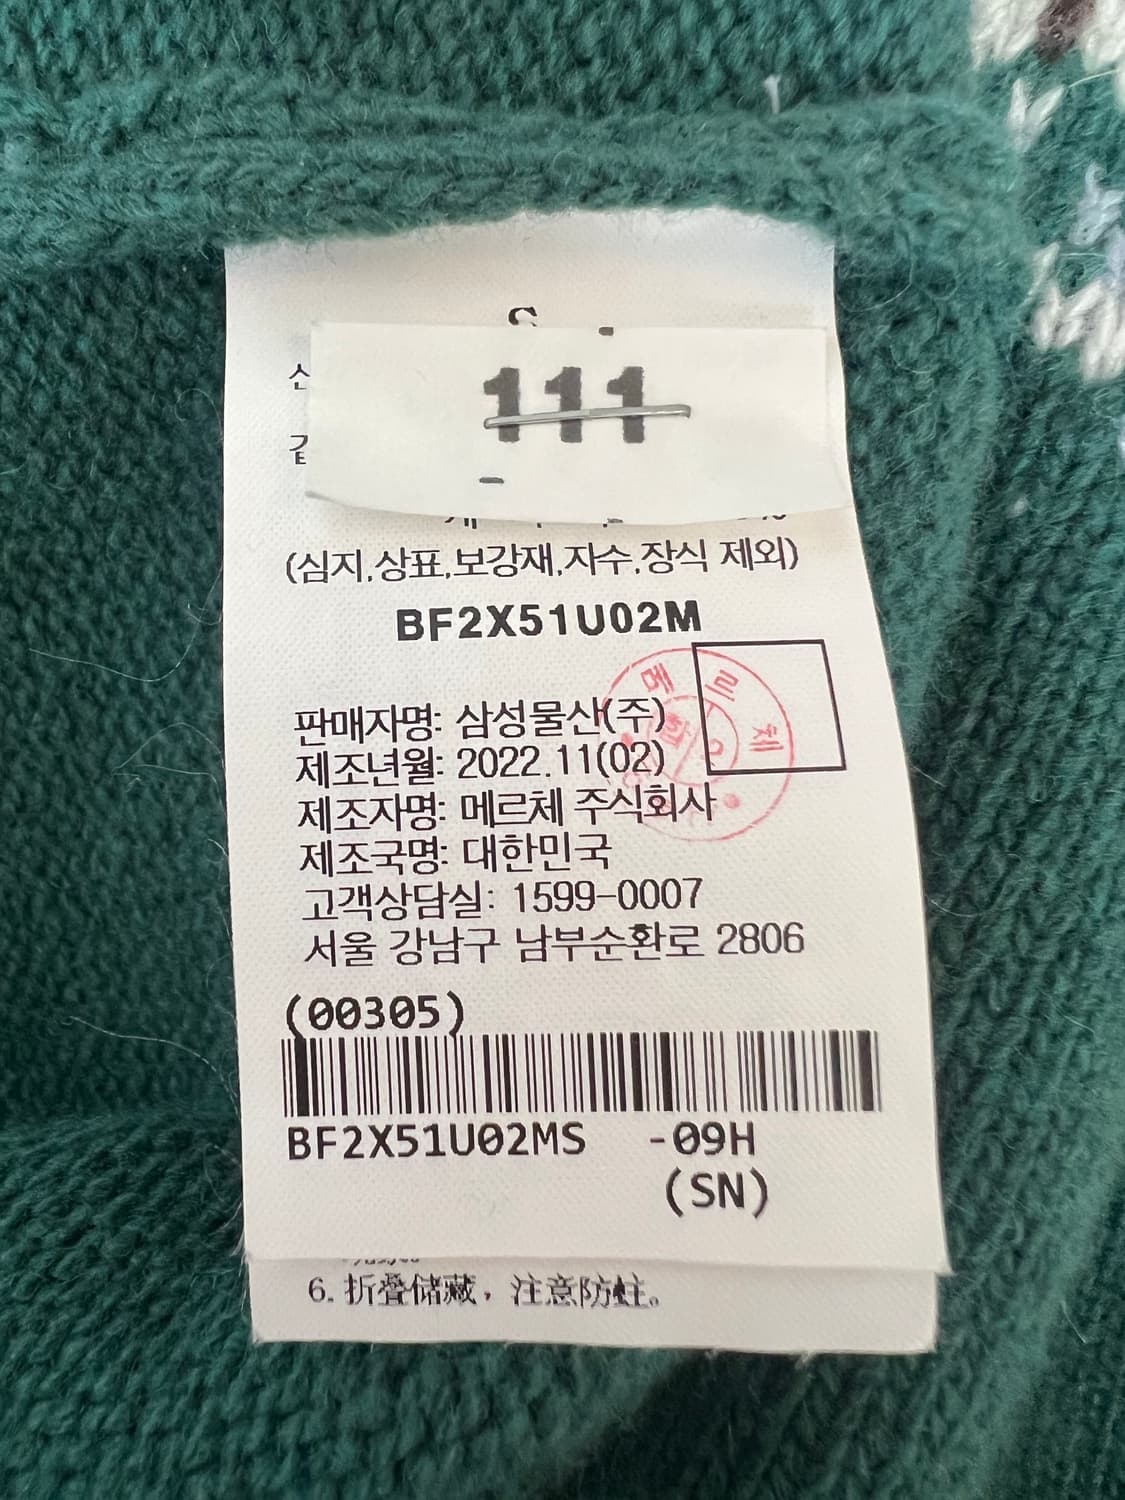 S
111
(심지,상표,보강재,자수,장식 제외)
BF2X51U02M
판매자명: 삼성물산(주)
제조년월: 2022.11(02)
제조자명: 메르체 주식회사
제조국명: 대한민국
고객상담실: 1599-0007
서울 강남구 남부순환로 2806
(00305)
BF2X51U02MS -09H
(SN)
6. 折叠储藏，注意防蛀。
메르체